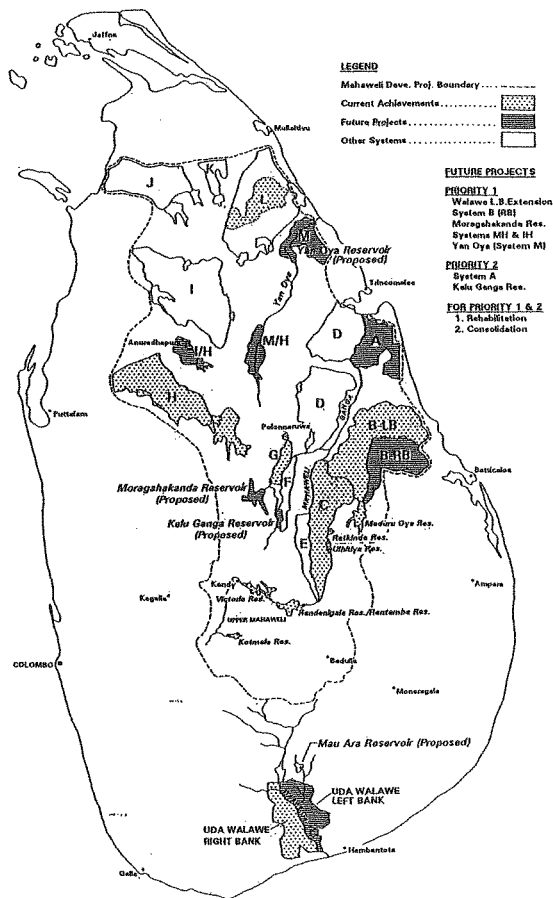 Jaffna
LEGEND
Mahaweli Deve. Proj. Boundary
Current Achievements
Future Projects
Other Systems
Mullaitivu
FUTURE PROJECTS
PRIORITY 1
Walawe L.B.Extension
System B (RB)
Moragahakanda Res.
Systems MH & IH
Yan Oya (System M)
PRIORITY 2
System A
Kalu Ganga Res.
FOR PRIORITY 1 & 2
1. Rehabilitation
2. Consolidation
J
K
L
M
Yan Oya Reservoir
(Proposed)
Yan Oya
Trincomalee
I
Anuradhapura
I/H
M/H
D
A
H
Puttalam
D
Polonnaruwa
G
F
B-LB
B-RB
Batticaloa
Moragahakanda Reservoir
(Proposed)
Kalu Ganga Reservoir
(Proposed)
C
E
Maduru Oya Res.
Ratkinda Res.
Ulhitiya Res.
Kandy
Victoria Res.
Kegalle
Ampara
Randenigala Res./Rantembe Res.
UPPER MAHAWELI
Kotmale Res.
COLOMBO
Badulla
Moneragala
Mau Ara Reservoir (Proposed)
UDA WALAWE
LEFT BANK
UDA WALAWE
RIGHT BANK
Hambantota
Galle